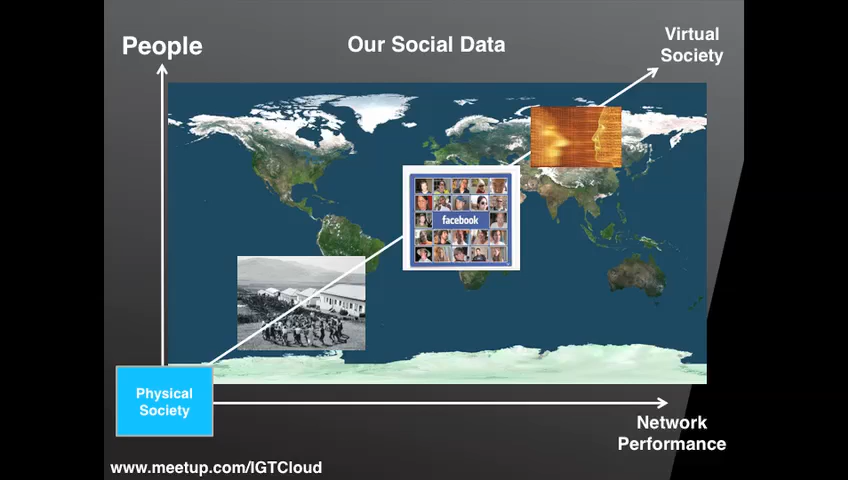 People
Our Social Data
Virtual
Society
facebook
Physical
Society
Network
Performance
www.meetup.com/IGTCloud